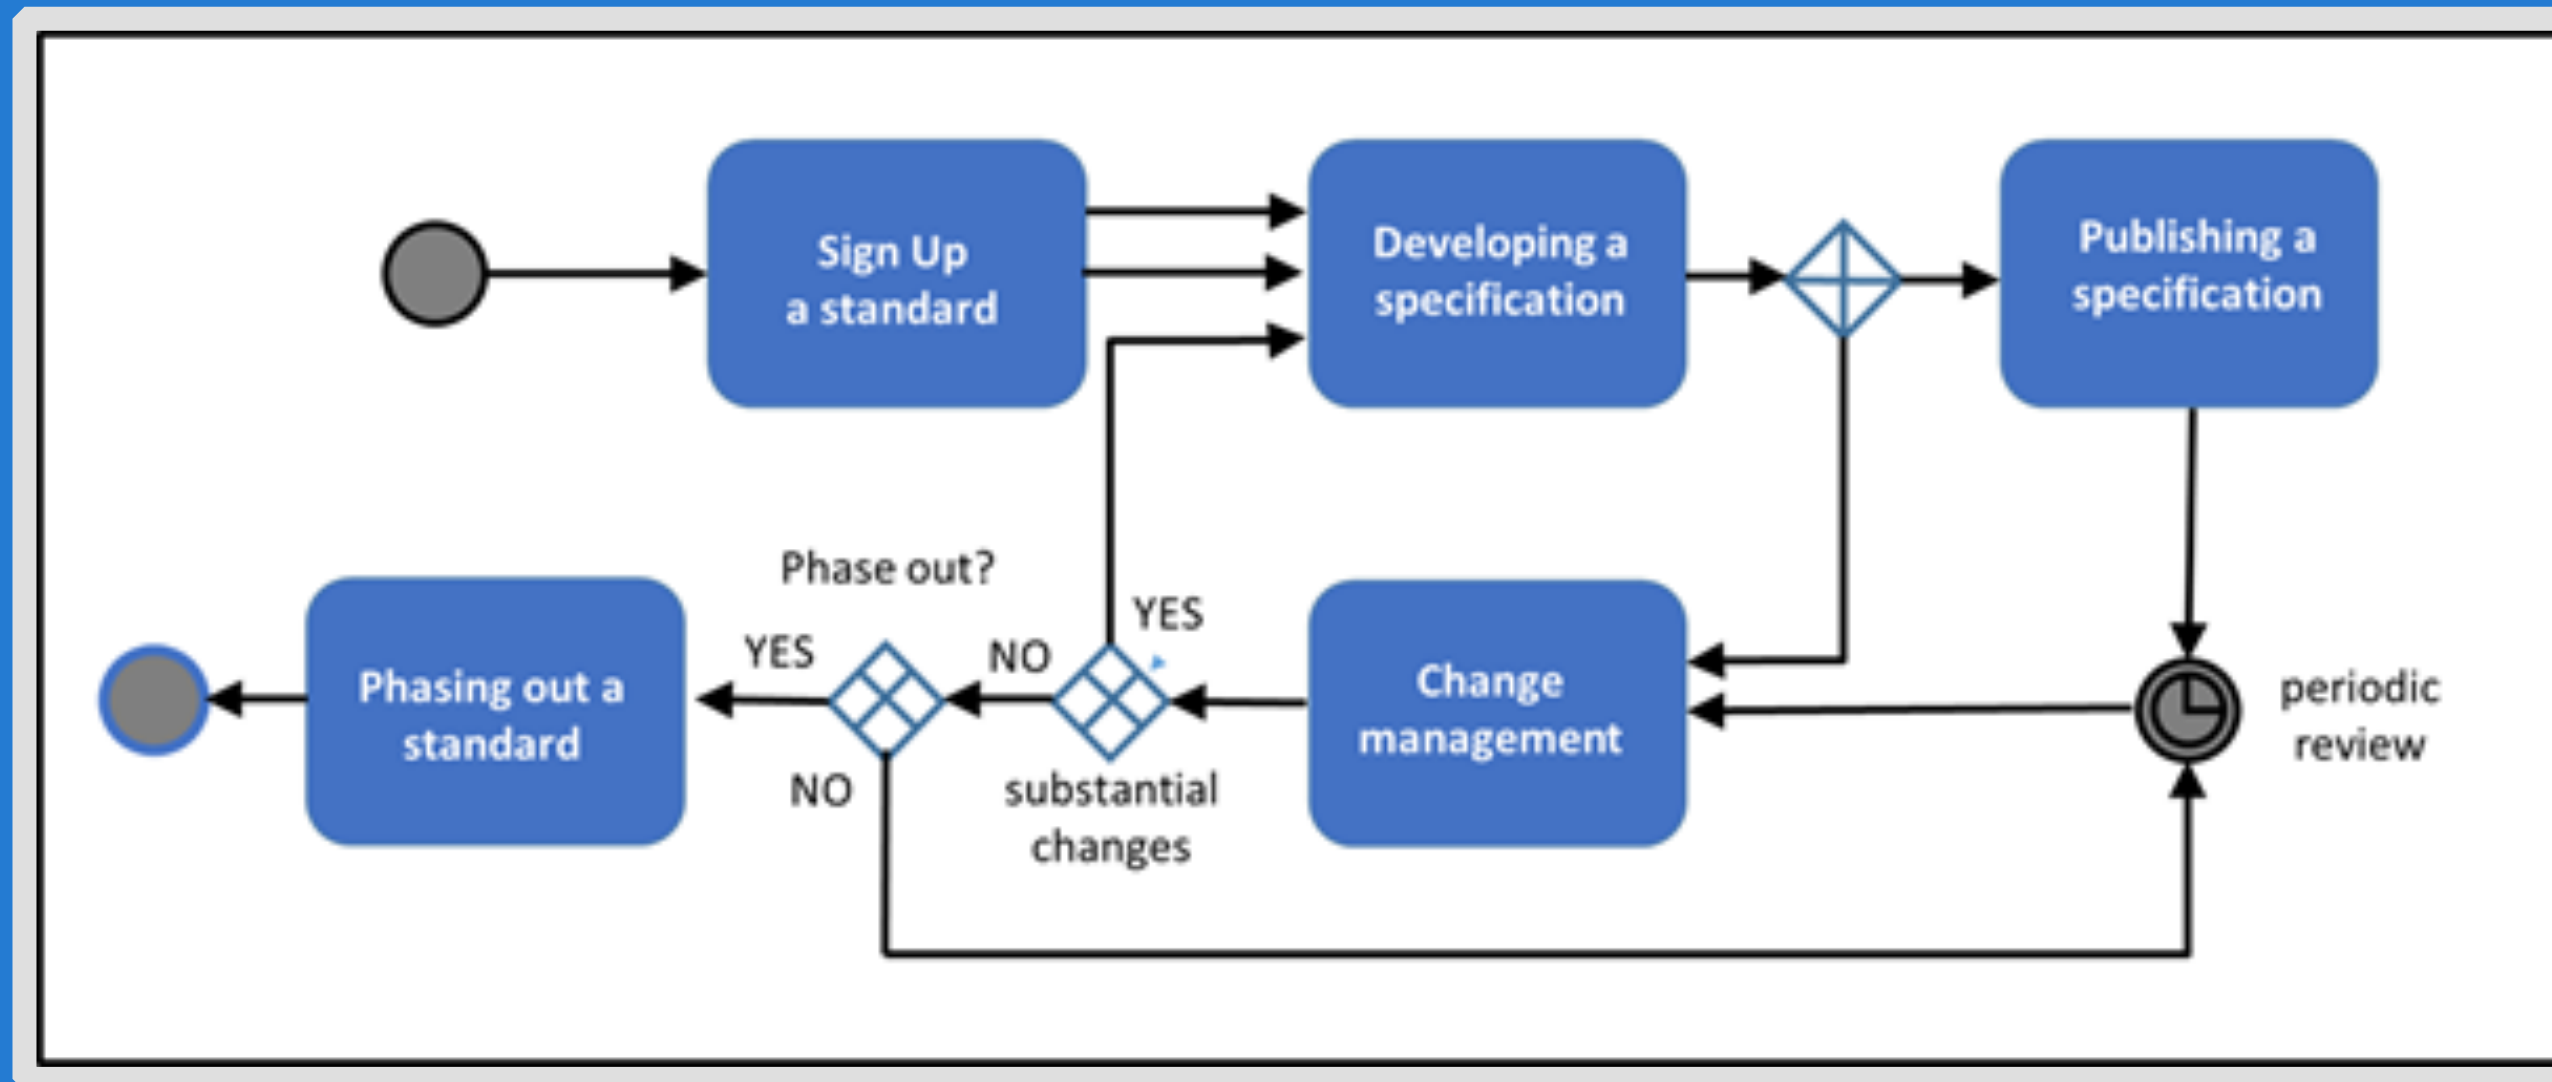 Sign Up
a standard
Developing a
specification
Publishing a
specification
Phase out?
YES
NO
YES
Phasing out a
standard
NO
substantial
changes
Change
management
periodic
review